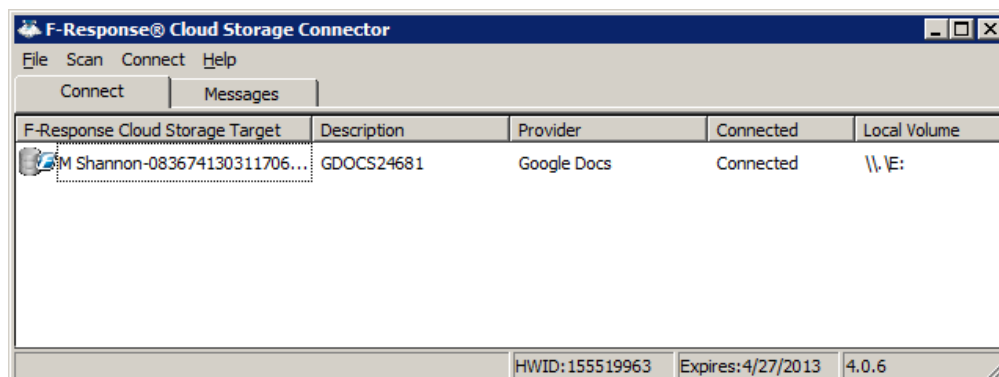 F-Response® Cloud Storage Connector
File Scan Connect Help
Connect Messages
F-Response Cloud Storage Target Description Provider Connected Local Volume
M Shannon-083674130311706... GDOCS24681 Google Docs Connected \\.\E:
HWID:155519963 Expires:4/27/2013 4.0.6